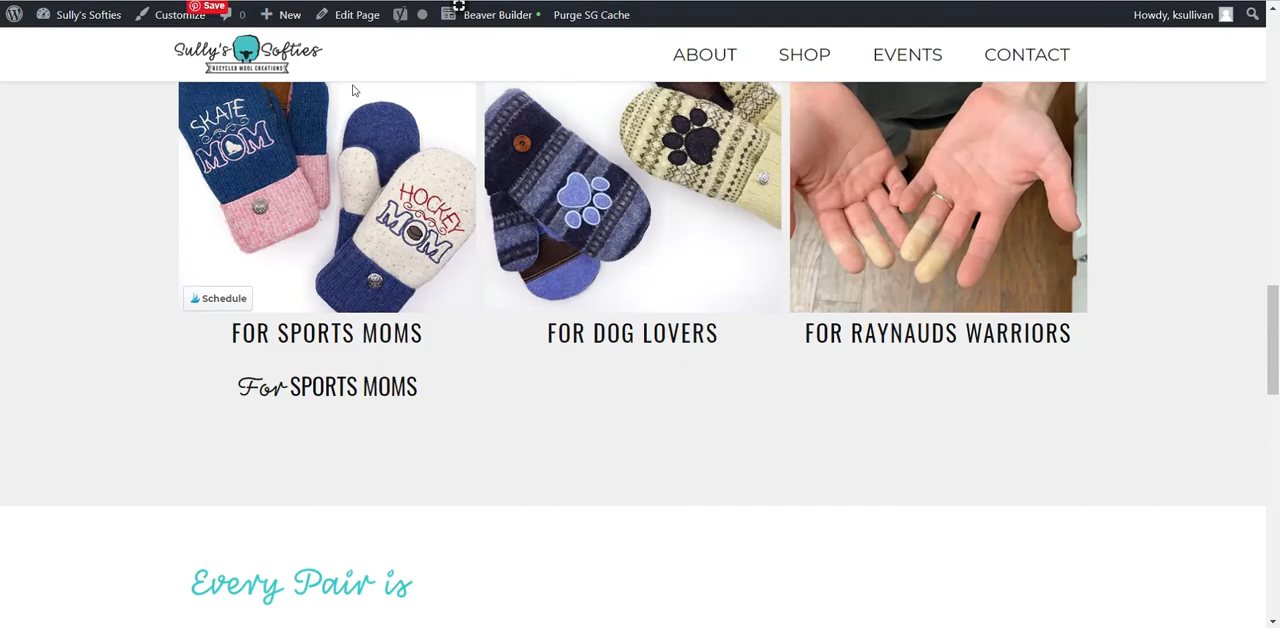 Save
Sully's Softies
Customize
0
New
Edit Page
Beaver Builder
Purge SG Cache
Howdy, ksullivan
Sully's Softies
RECYCLED WOOL CREATIONS
ABOUT
SHOP
EVENTS
CONTACT
SKATE
MOM
HOCKEY
MOM
Schedule
FOR SPORTS MOMS
FOR DOG LOVERS
FOR RAYNAUDS WARRIORS
For SPORTS MOMS
Every Pair is